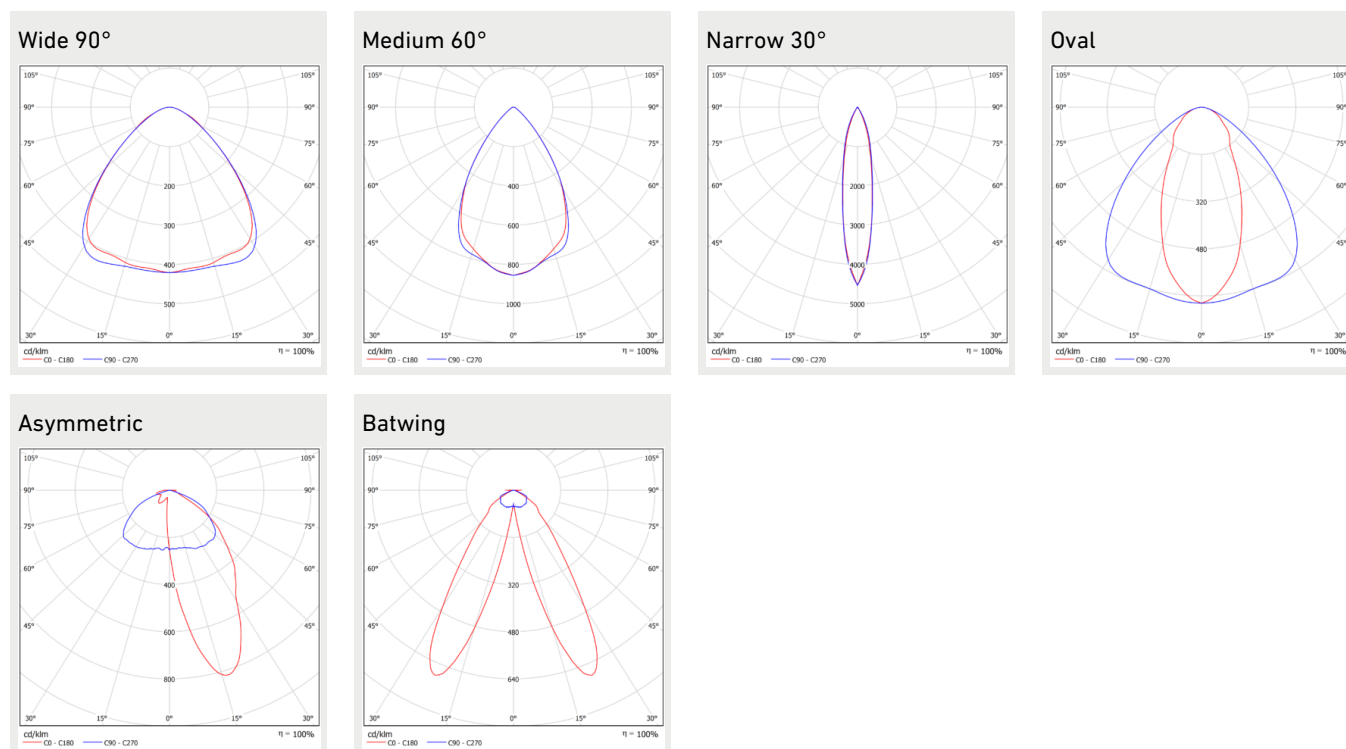 Wide 90°
105° 105°
90° 90°
75° 75°
60° 60°
200
300
45° 45°
400
500
30° 15° 0° 15° 30°
cd/klm η = 100%
C0 - C180 C90 - C270
Medium 60°
105° 105°
90° 90°
75° 75°
60° 60°
400
600
45° 45°
800
1000
30° 15° 0° 15° 30°
cd/klm η = 100%
C0 - C180 C90 - C270
Narrow 30°
105° 105°
90° 90°
75° 75°
60° 60°
2000
3000
45° 45°
4000
5000
30° 15° 0° 15° 30°
cd/klm η = 100%
C0 - C180 C90 - C270
Oval
105° 105°
90° 90°
75° 75°
60° 60°
320
45° 45°
480
30° 15° 0° 15° 30°
cd/klm η = 100%
C0 - C180 C90 - C270
Asymmetric
105° 105°
90° 90°
75° 75°
60° 60°
400
45° 45°
600
800
30° 15° 0° 15° 30°
cd/klm η = 100%
C0 - C180 C90 - C270
Batwing
105° 105°
90° 90°
75° 75°
60° 60°
320
45° 45°
480
640
30° 15° 0° 15° 30°
cd/klm η = 100%
C0 - C180 C90 - C270